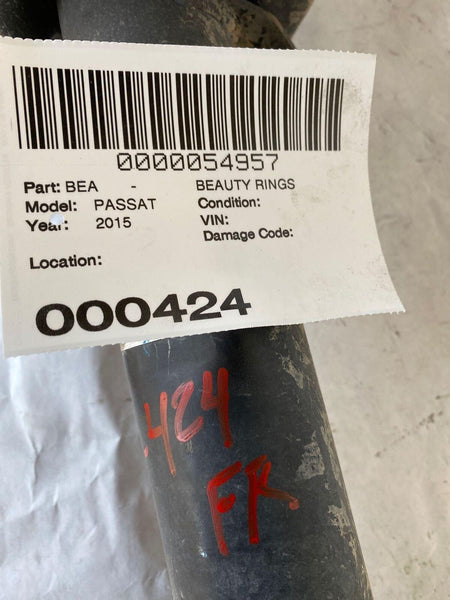 0000054957
Part: BEA - BEAUTY RINGS
Model: PASSAT Condition:
Year: 2015 VIN:
Damage Code:
Location:
000424
424
FR.